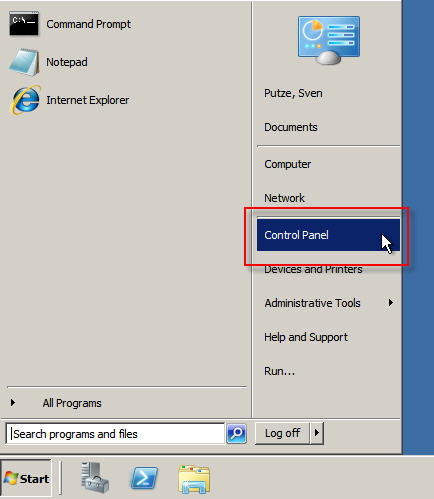 Command Prompt
Notepad
Internet Explorer
Putze, Sven
Documents
Computer
Network
Control Panel
Devices and Printers
Administrative Tools
Help and Support
Run...
All Programs
Search programs and files
Log off
Start